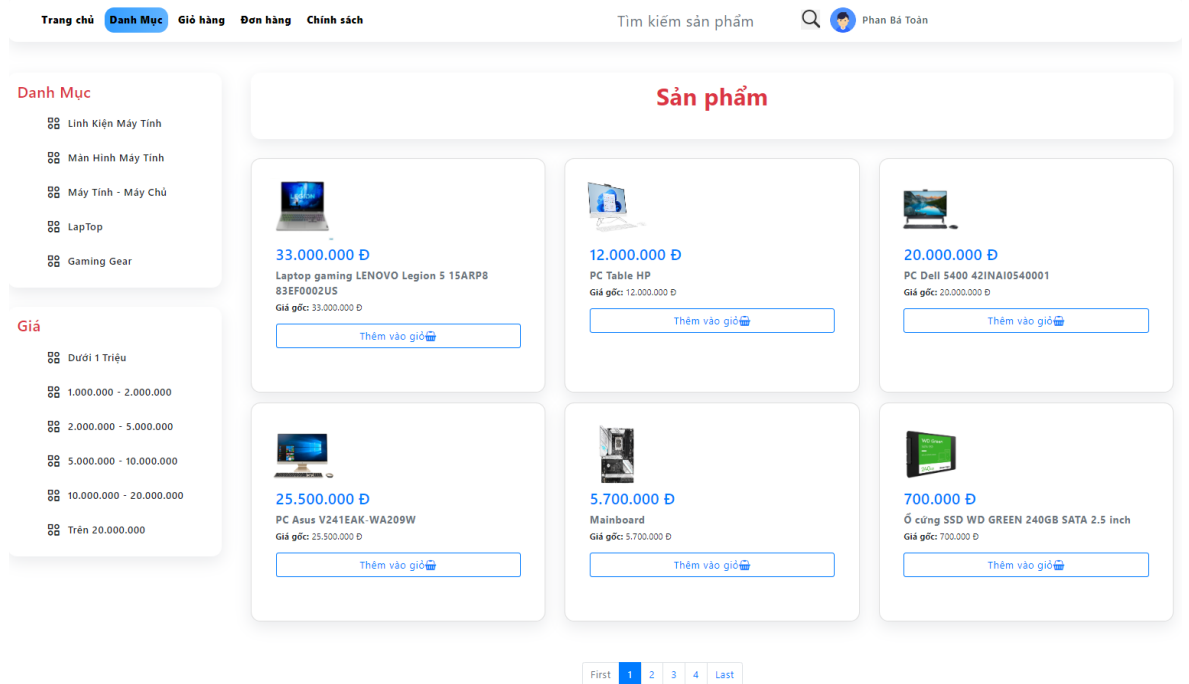 Trang chủ Danh Mục Giỏ hàng Đơn hàng Chính sách Tìm kiếm sản phẩm Phan Bá Toản
Danh Mục
Linh Kiện Máy Tính
Màn Hình Máy Tính
Máy Tính - Máy Chủ
LapTop
Gaming Gear
Giá
Dưới 1 Triệu
1.000.000 - 2.000.000
2.000.000 - 5.000.000
5.000.000 - 10.000.000
10.000.000 - 20.000.000
Trên 20.000.000
Sản phẩm
LEGION
33.000.000 Đ
Laptop gaming LENOVO Legion 5 15ARP8
83EF0002US
Giá gốc: 33.000.000 Đ
Thêm vào giỏ
12.000.000 Đ
PC Table HP
Giá gốc: 12.000.000 Đ
Thêm vào giỏ
20.000.000 Đ
PC Dell 5400 42INAI0540001
Giá gốc: 20.000.000 Đ
Thêm vào giỏ
25.500.000 Đ
PC Asus V241EAK-WA209W
Giá gốc: 25.500.000 Đ
Thêm vào giỏ
5.700.000 Đ
Mainboard
Giá gốc: 5.700.000 Đ
Thêm vào giỏ
WD Green
700.000 Đ
Ổ cứng SSD WD GREEN 240GB SATA 2.5 inch
Giá gốc: 700.000 Đ
Thêm vào giỏ
First 1 2 3 4 Last